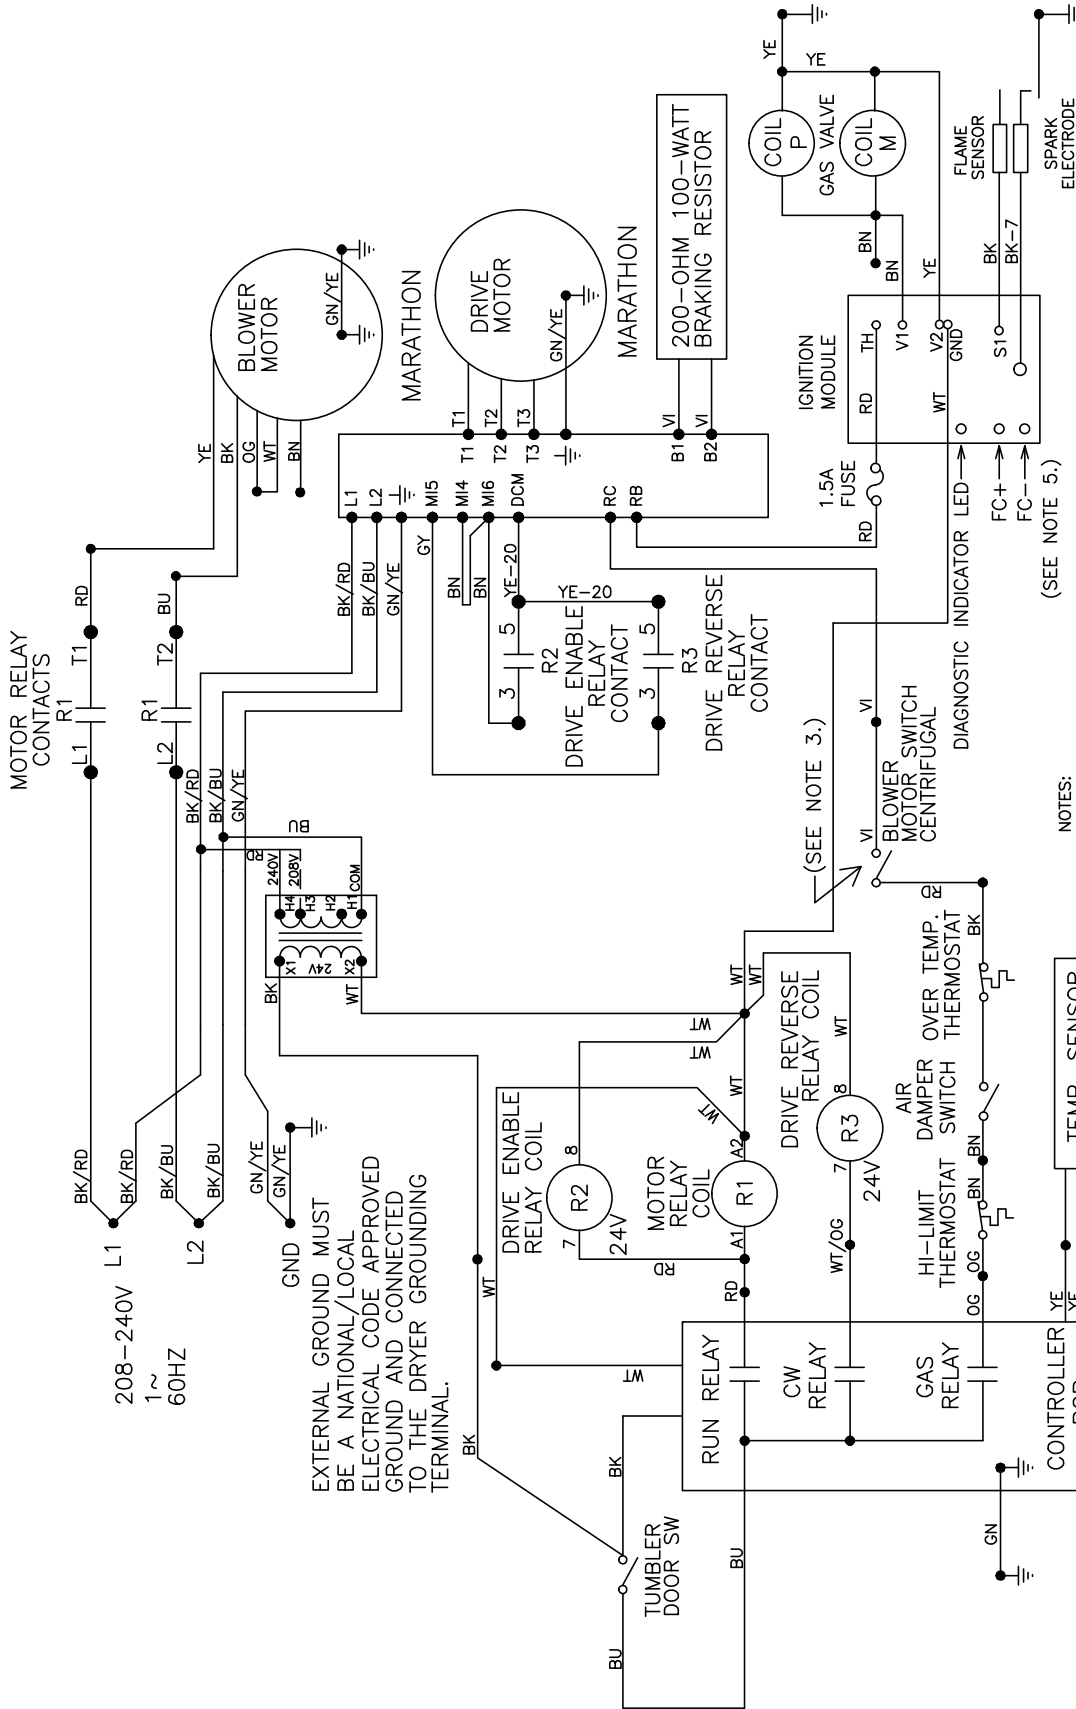 MOTOR RELAY
CONTACTS
R1
L1
T1
RD
R1
L2
T2
BU
YE
BK
OG
WT
BN
BLOWER
MOTOR
GN/YE
MARATHON
BK/RD
BK/BU
GN/YE
BK/RD
BK/BU
GN/YE
L1
L2
MI5
MI4
MI6
DCM
RC
RB
GY
BN
BN
YE-20
T1
T2
T3
T1
T2
T3
B1
B2
VI
VI
DRIVE
MOTOR
GN/YE
MARATHON
200-OHM 100-WATT
BRAKING RESISTOR
3
5
R2
DRIVE ENABLE
RELAY
CONTACT
YE-20
3
5
R3
DRIVE REVERSE
RELAY
CONTACT
RD
BU
240V
208V
H4
H3
H2
H1
COM
X1
24V
X2
BK
WT
208-240V
1~
60HZ
L1
BK/RD
BK/RD
L2
BK/BU
BK/BU
GND
GN/YE
GN/YE
EXTERNAL GROUND MUST
BE A NATIONAL/LOCAL
ELECTRICAL CODE APPROVED
GROUND AND CONNECTED
TO THE DRYER GROUNDING
TERMINAL.
YE
YE
COIL
P
GAS VALVE
COIL
M
BN
BN
YE
FLAME
SENSOR
SPARK
ELECTRODE
BK
BK-7
IGNITION
MODULE
TH
V1
V2
GND
S1
RD
WT
1.5A
FUSE
RD
DIAGNOSTIC INDICATOR LED
FC+
FC-
(SEE NOTE 5.)
(SEE NOTE 3.)
VI
VI
BLOWER
MOTOR SWITCH
CENTRIFUGAL
RD
BK
OVER TEMP.
THERMOSTAT
AIR
DAMPER
SWITCH
BN
BN
HI-LIMIT
THERMOSTAT
OG
OG
WT
WT
WT
WT
WT
WT
WT
DRIVE ENABLE
RELAY COIL
7
R2
8
24V
RD
MOTOR
RELAY
COIL
RD
A1
R1
A2
WT
DRIVE REVERSE
RELAY COIL
WT/OG
7
R3
8
24V
WT
BK
BK
TUMBLER
DOOR SW
BU
BU
RUN RELAY
CW
RELAY
GAS
RELAY
CONTROLLER
GN
YE
YE
TEMP. SENSOR
NOTES: